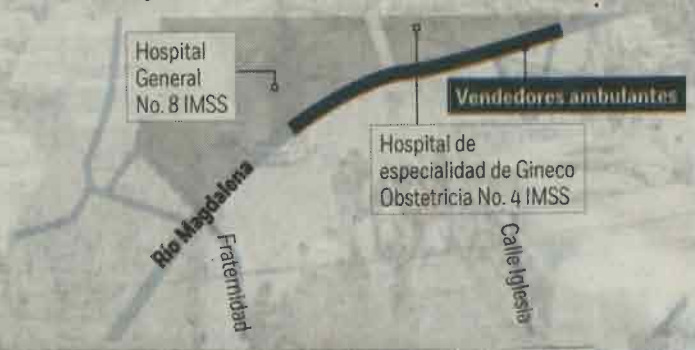 Hospital
General
No. 8 IMSS
Vendedores ambulantes
Hospital de
especialidad de Gineco
Obstetricia No. 4 IMSS
Río Magdalena
Fraternidad
Calle Iglesia